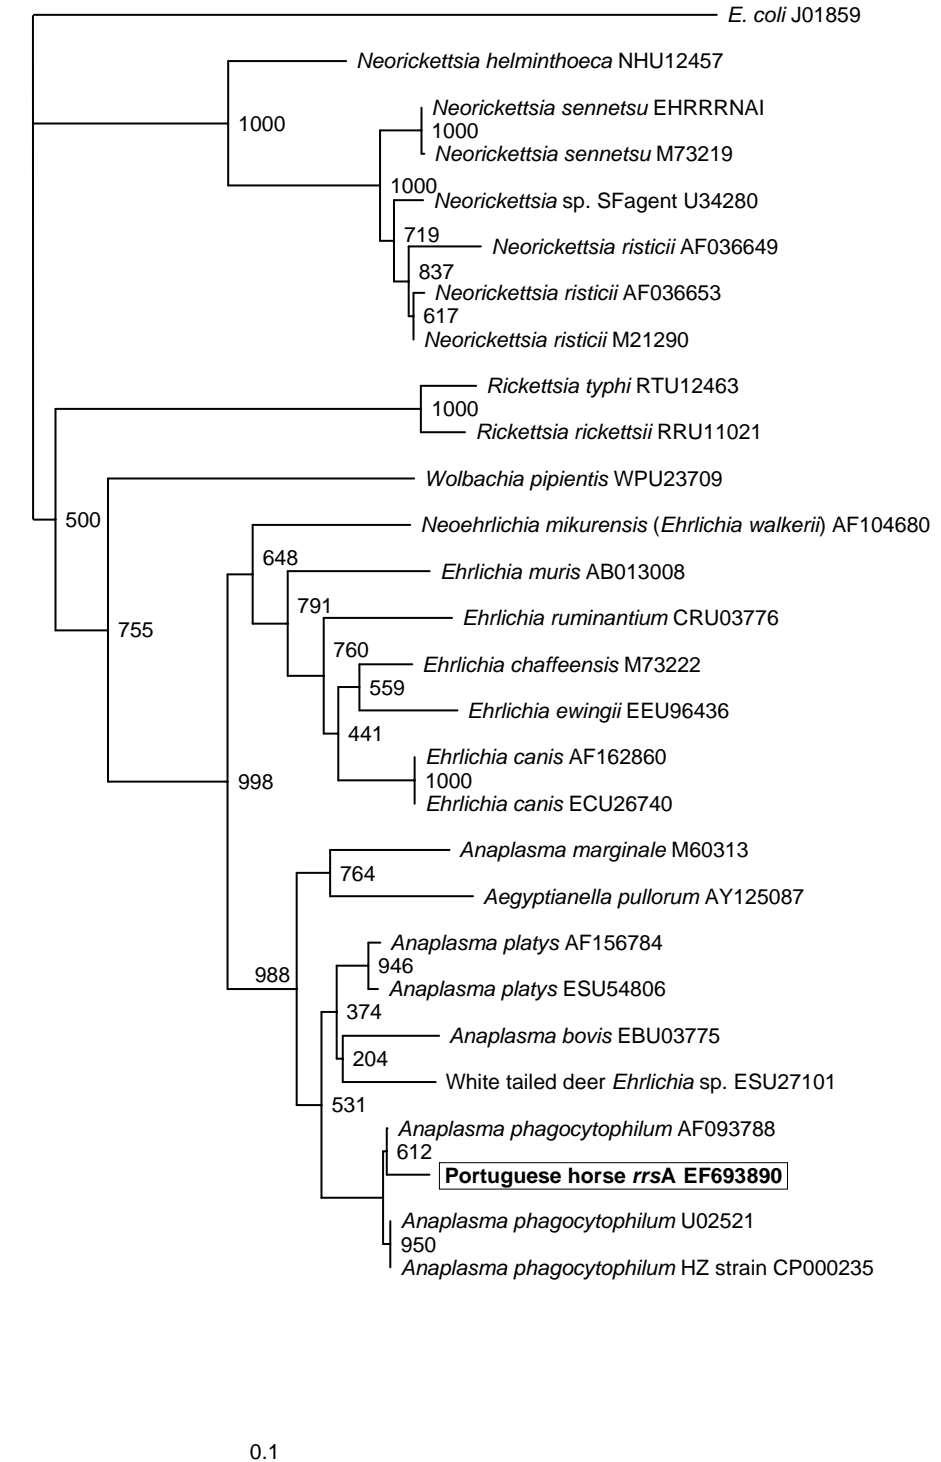 E. coli J01859
Neorickettsia helminthoeca NHU12457
Neorickettsia sennetsu EHRRRNAI
1000
1000
Neorickettsia sennetsu M73219
1000
Neorickettsia sp. SFagent U34280
719
Neorickettsia risticii AF036649
837
Neorickettsia risticii AF036653
617
Neorickettsia risticii M21290
Rickettsia typhi RTU12463
1000
Rickettsia rickettsii RRU11021
Wolbachia pipientis WPU23709
500
Neoehrlichia mikurensis (Ehrlichia walkerii) AF104680
648
Ehrlichia muris AB013008
791
Ehrlichia ruminantium CRU03776
755
760
Ehrlichia chaffeensis M73222
559
Ehrlichia ewingii EEU96436
441
Ehrlichia canis AF162860
998
1000
Ehrlichia canis ECU26740
Anaplasma marginale M60313
764
Aegyptianella pullorum AY125087
Anaplasma platys AF156784
946
988
Anaplasma platys ESU54806
374
Anaplasma bovis EBU03775
204
White tailed deer Ehrlichia sp. ESU27101
531
Anaplasma phagocytophilum AF093788
612
Portuguese horse rrsA EF693890
Anaplasma phagocytophilum U02521
950
Anaplasma phagocytophilum HZ strain CP000235
0.1